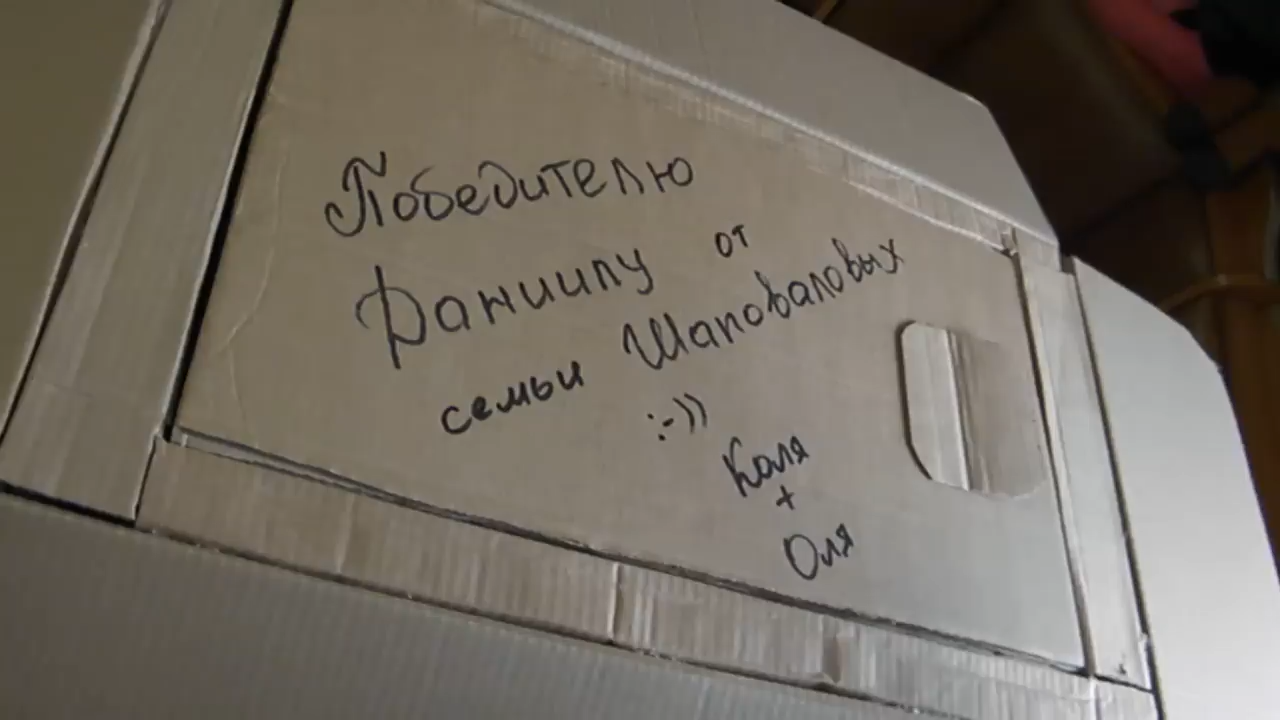 Победителю
Даниилу от
семьи Шаповаловых
:-))
Коля
+
Оля